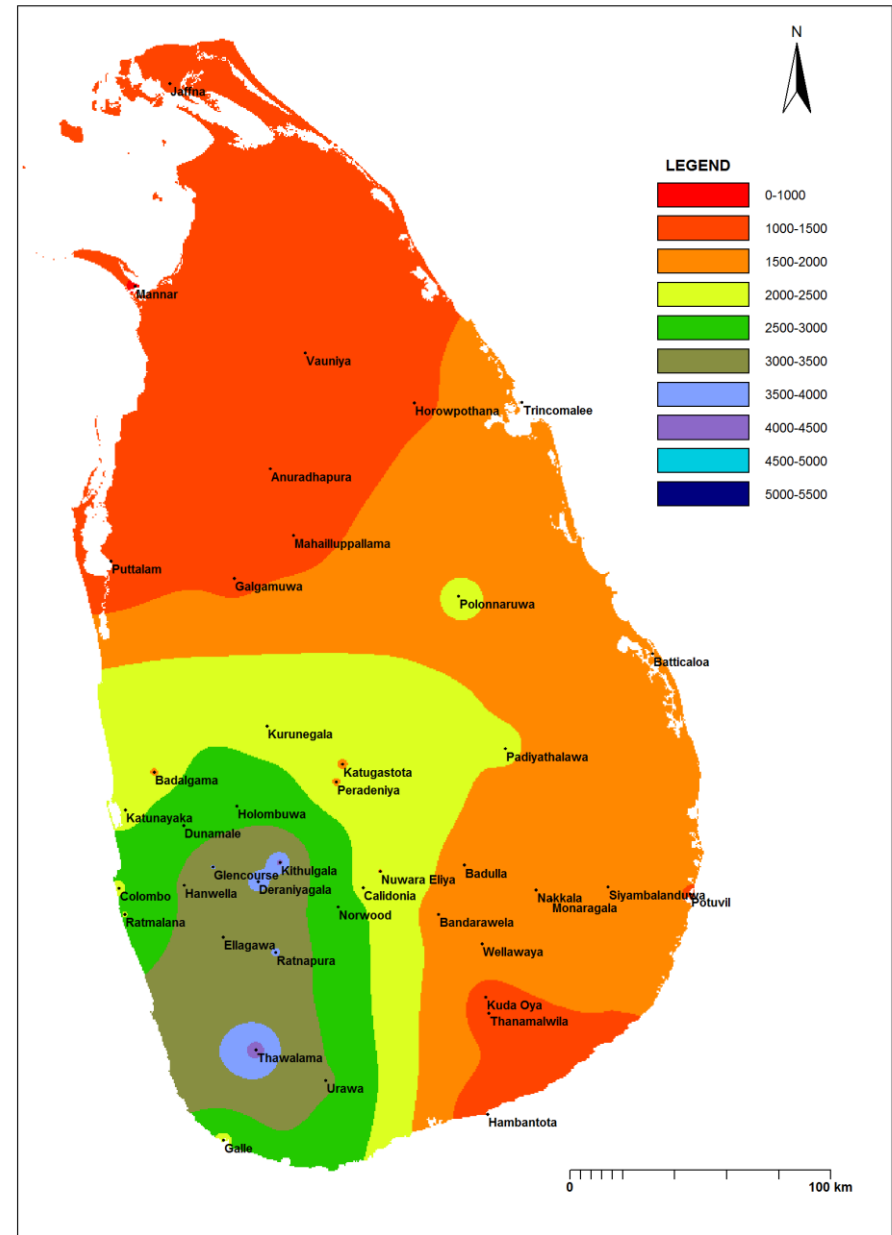 N
Jaffna
LEGEND
0-1000
1000-1500
1500-2000
2000-2500
2500-3000
3000-3500
3500-4000
4000-4500
4500-5000
5000-5500
Mannar
Vauniya
Horowpothana
Trincomalee
Anuradhapura
Mahailluppallama
Puttalam
Galgamuwa
Polonnaruwa
Batticaloa
Kurunegala
Padiyathalawa
Katugastota
Badalgama
Peradeniya
Katunayaka
Holombuwa
Dunamale
Kithulgala
Glencourse
Nuwara Eliya
Badulla
Deraniyagala
Hanwella
Colombo
Calidonia
Nakkala
Siyambalanduwa
Potuvil
Monaragala
Norwood
Ratmalana
Bandarawela
Ellagawa
Wellawaya
Ratnapura
Kuda Oya
Thanamalwila
Thawalama
Urawa
Hambantota
Galle
0
100 km